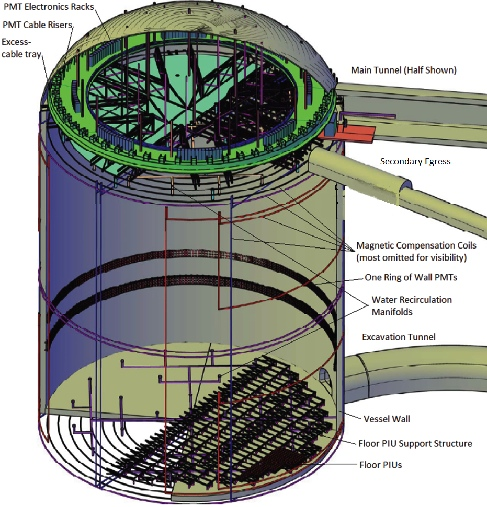 PMT Electronics Racks
PMT Cable Risers
Excess-
cable tray
Main Tunnel (Half Shown)
Secondary Egress
Magnetic Compensation Coils
(most omitted for visibility)
One Ring of Wall PMTs
Water Recirculation
Manifolds
Excavation Tunnel
Vessel Wall
Floor PIU Support Structure
Floor PIUs